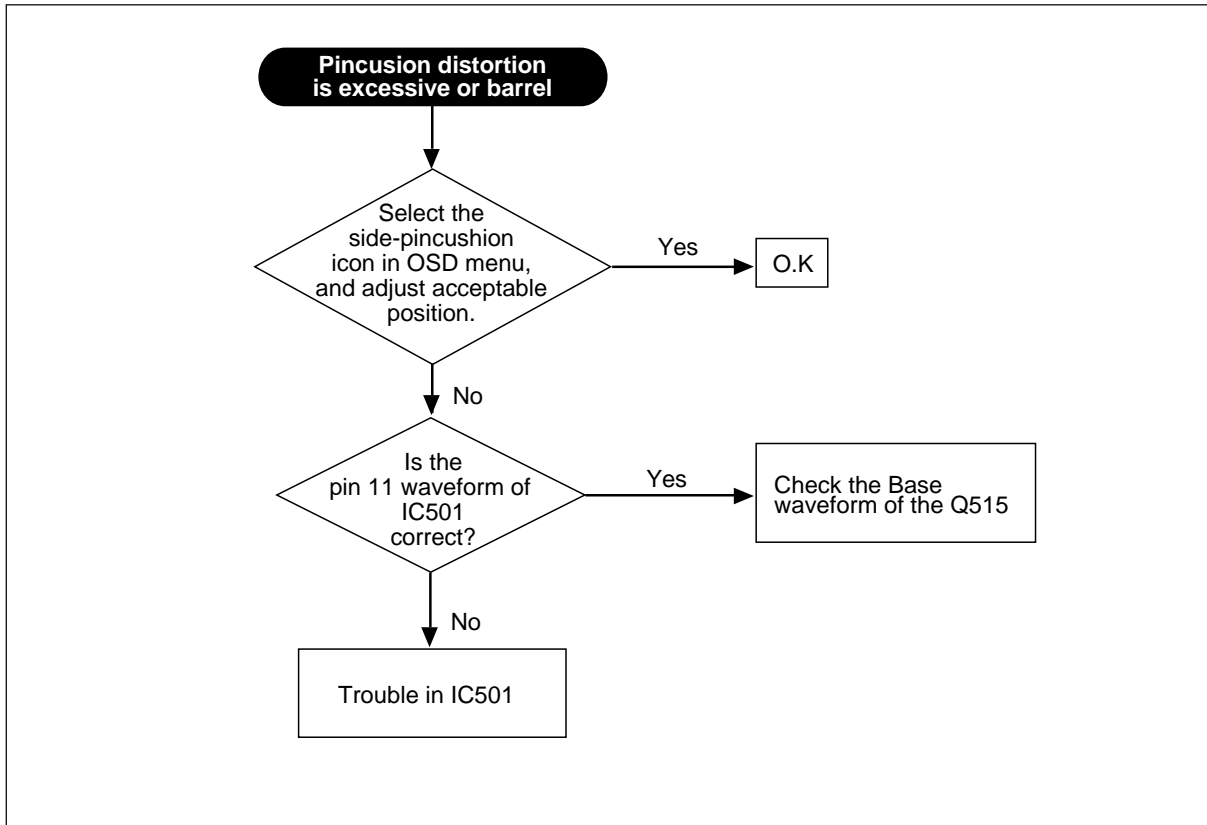 Pincusion distortion
is excessive or barrel
Select the
side-pincushion
icon in OSD menu,
and adjust acceptable
position.
Yes
O.K
No
Is the
pin 11 waveform of
IC501
correct?
Yes
Check the Base
waveform of the Q515
No
Trouble in IC501